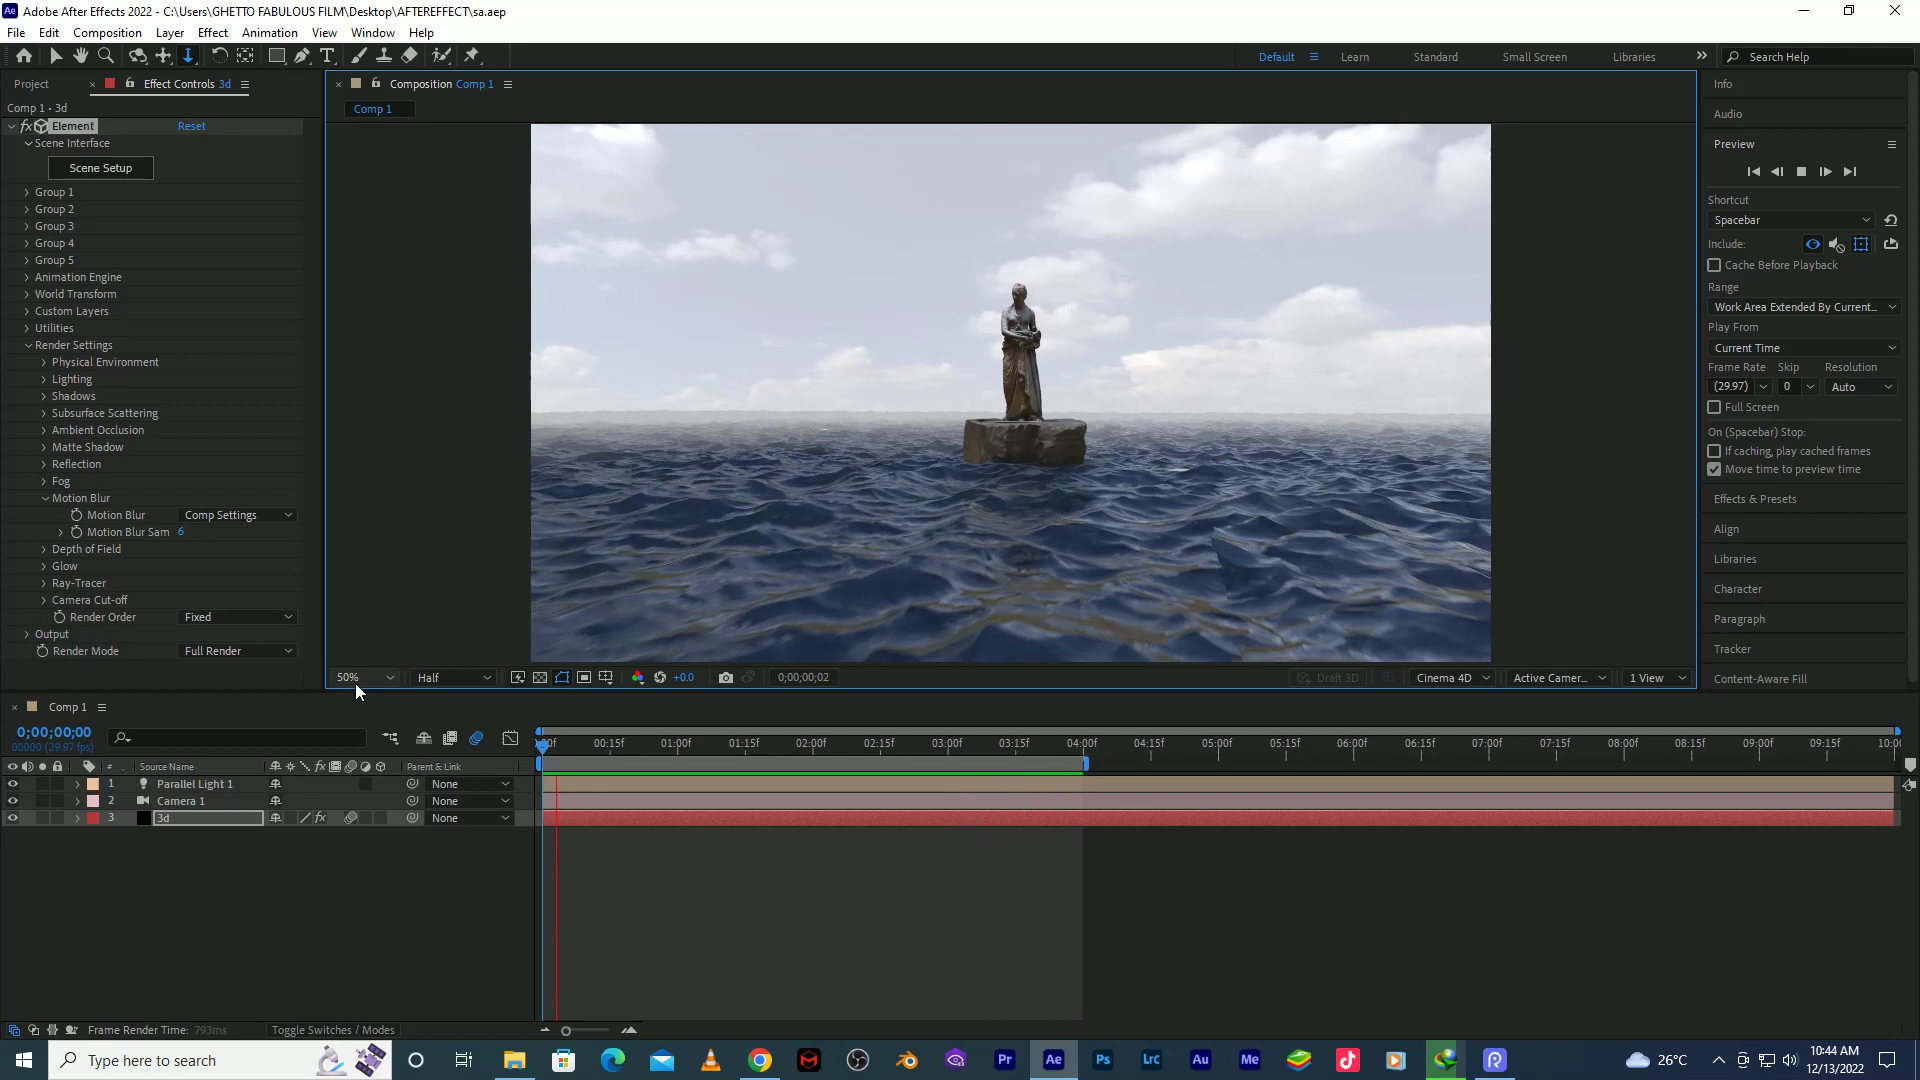 Adobe After Effects 2022 - C:\Users\GHETTO FABULOUS FILM\Desktop\AFTEREFFECT\sa.aep
File Edit Composition Layer Effect Animation View Window Help
Default Learn Standard Small Screen Libraries Search Help
Project Effect Controls 3d
Comp 1 • 3d
Element Reset
Scene Interface
Scene Setup
Group 1
Group 2
Group 3
Group 4
Group 5
Animation Engine
World Transform
Custom Layers
Utilities
Render Settings
Physical Environment
Lighting
Shadows
Subsurface Scattering
Ambient Occlusion
Matte Shadow
Reflection
Fog
Motion Blur
Motion Blur Comp Settings
Motion Blur Sam 6
Depth of Field
Glow
Ray-Tracer
Camera Cut-off
Render Order Fixed
Output
Render Mode Full Render
Composition Comp 1
Comp 1
50% Half +0.0 0;00;00;02 Draft 3D Cinema 4D Active Camer... 1 View
Info
Audio
Preview
Shortcut
Spacebar
Include:
Cache Before Playback
Range
Work Area Extended By Current...
Play From
Current Time
Frame Rate Skip Resolution
(29.97) 0 Auto
Full Screen
On (Spacebar) Stop:
If caching, play cached frames
Move time to preview time
Effects & Presets
Align
Libraries
Character
Paragraph
Tracker
Content-Aware Fill
Comp 1
0;00;00;00
00000 (29.97 fps)
00:15f 01:00f 01:15f 02:00f 02:15f 03:00f 03:15f 04:00f 04:15f 05:00f 05:15f 06:00f 06:15f 07:00f 07:15f 08:00f 08:15f 09:00f 09:15f 10:0
# Source Name Parent & Link
1 Parallel Light 1 None
2 Camera 1 None
3 3d None
Frame Render Time: 793ms Toggle Switches / Modes
Type here to search
Pr Ae Ps Lrc Au Me
26°C
10:44 AM
12/13/2022